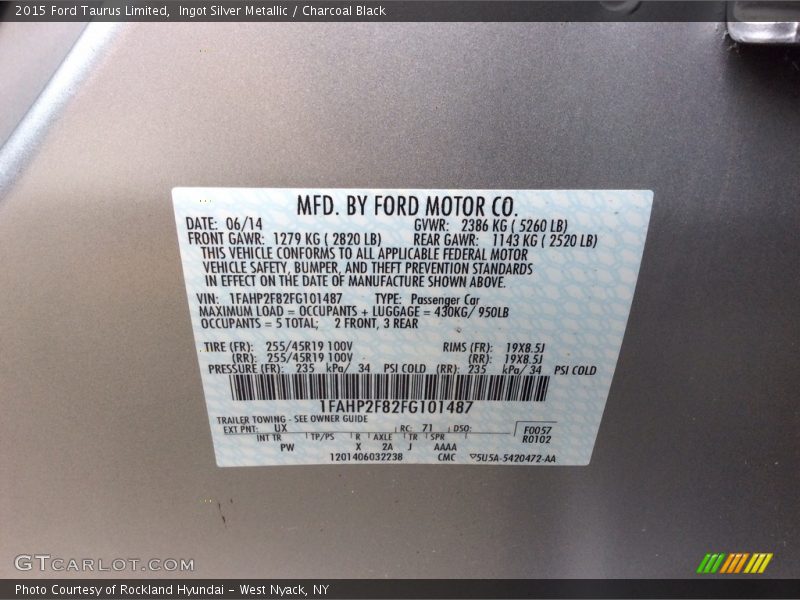 2015 Ford Taurus Limited, Ingot Silver Metallic / Charcoal Black
MFD. BY FORD MOTOR CO.
DATE: 06/14 GVWR: 2386 KG ( 5260 LB)
FRONT GAWR: 1279 KG ( 2820 LB) REAR GAWR: 1143 KG ( 2520 LB)
THIS VEHICLE CONFORMS TO ALL APPLICABLE FEDERAL MOTOR
VEHICLE SAFETY, BUMPER, AND THEFT PREVENTION STANDARDS
IN EFFECT ON THE DATE OF MANUFACTURE SHOWN ABOVE.
VIN: 1FAHP2F82FG101487 TYPE: Passenger Car
MAXIMUM LOAD = OCCUPANTS + LUGGAGE = 430KG/ 950LB
OCCUPANTS = 5 TOTAL; 2 FRONT, 3 REAR
TIRE (FR): 255/45R19 100V RIMS (FR): 19X8.5J
(RR): 255/45R19 100V (RR): 19X8.5J
PRESSURE (FR): 235 kPa/ 34 PSI COLD (RR): 235 kPa/ 34 PSI COLD
1FAHP2F82FG101487
TRAILER TOWING - SEE OWNER GUIDE
EXT PNT: UX RC: 71 DSO: F0057
INT TR TP/PS R AXLE TR SPR R0102
PW X 2A J AAAA
1201406032238 CMC ▽5U5A-5420472-AA
GTCARLOT.COM
Photo Courtesy of Rockland Hyundai - West Nyack, NY